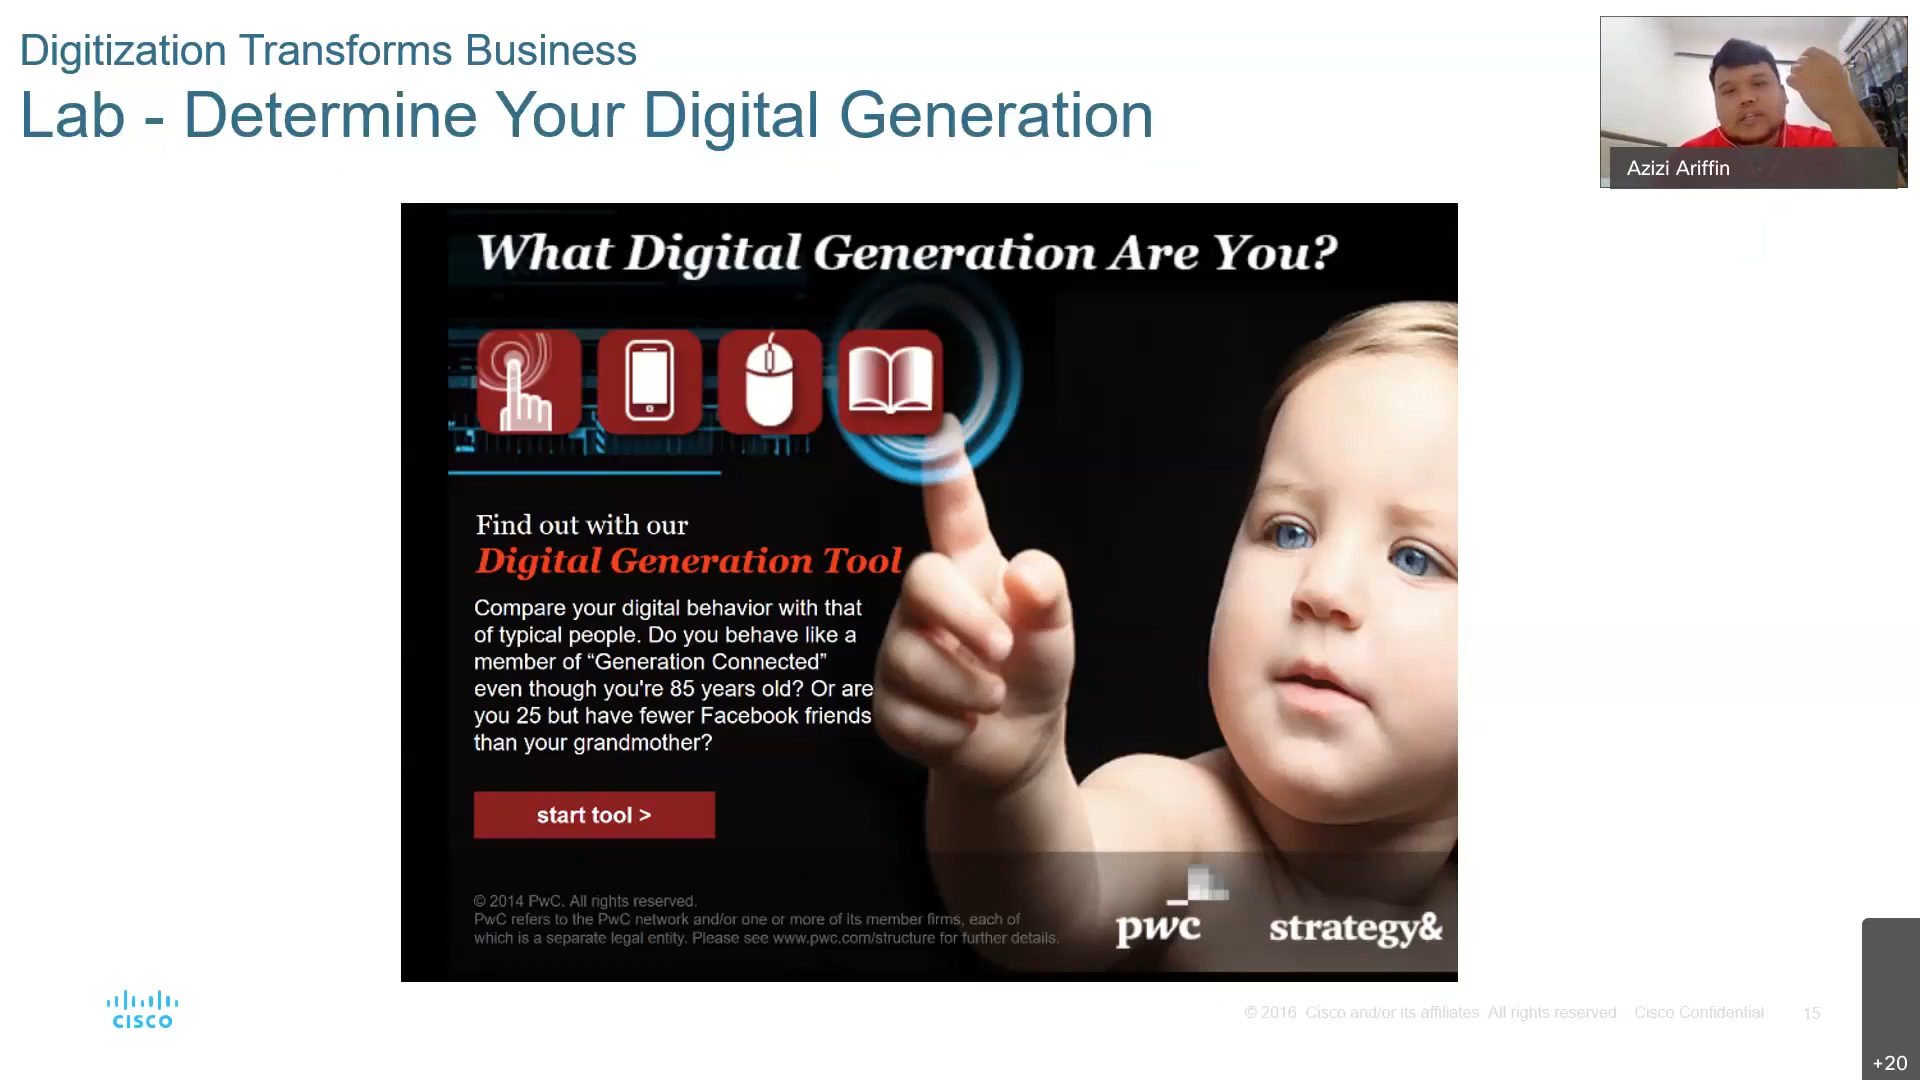 Digitization Transforms Business
Lab - Determine Your Digital Generation
Azizi Ariffin
What Digital Generation Are You?
Find out with our
Digital Generation Tool
Compare your digital behavior with that
of typical people. Do you behave like a
member of “Generation Connected”
even though you're 85 years old? Or are
you 25 but have fewer Facebook friends
than your grandmother?
start tool >
© 2014 PwC. All rights reserved.
PwC refers to the PwC network and/or one or more of its member firms, each of
which is a separate legal entity. Please see www.pwc.com/structure for further details.
pwc
strategy&
CISCO
© 2016 Cisco and/or its affiliates All rights reserved Cisco Confidential
15
+20